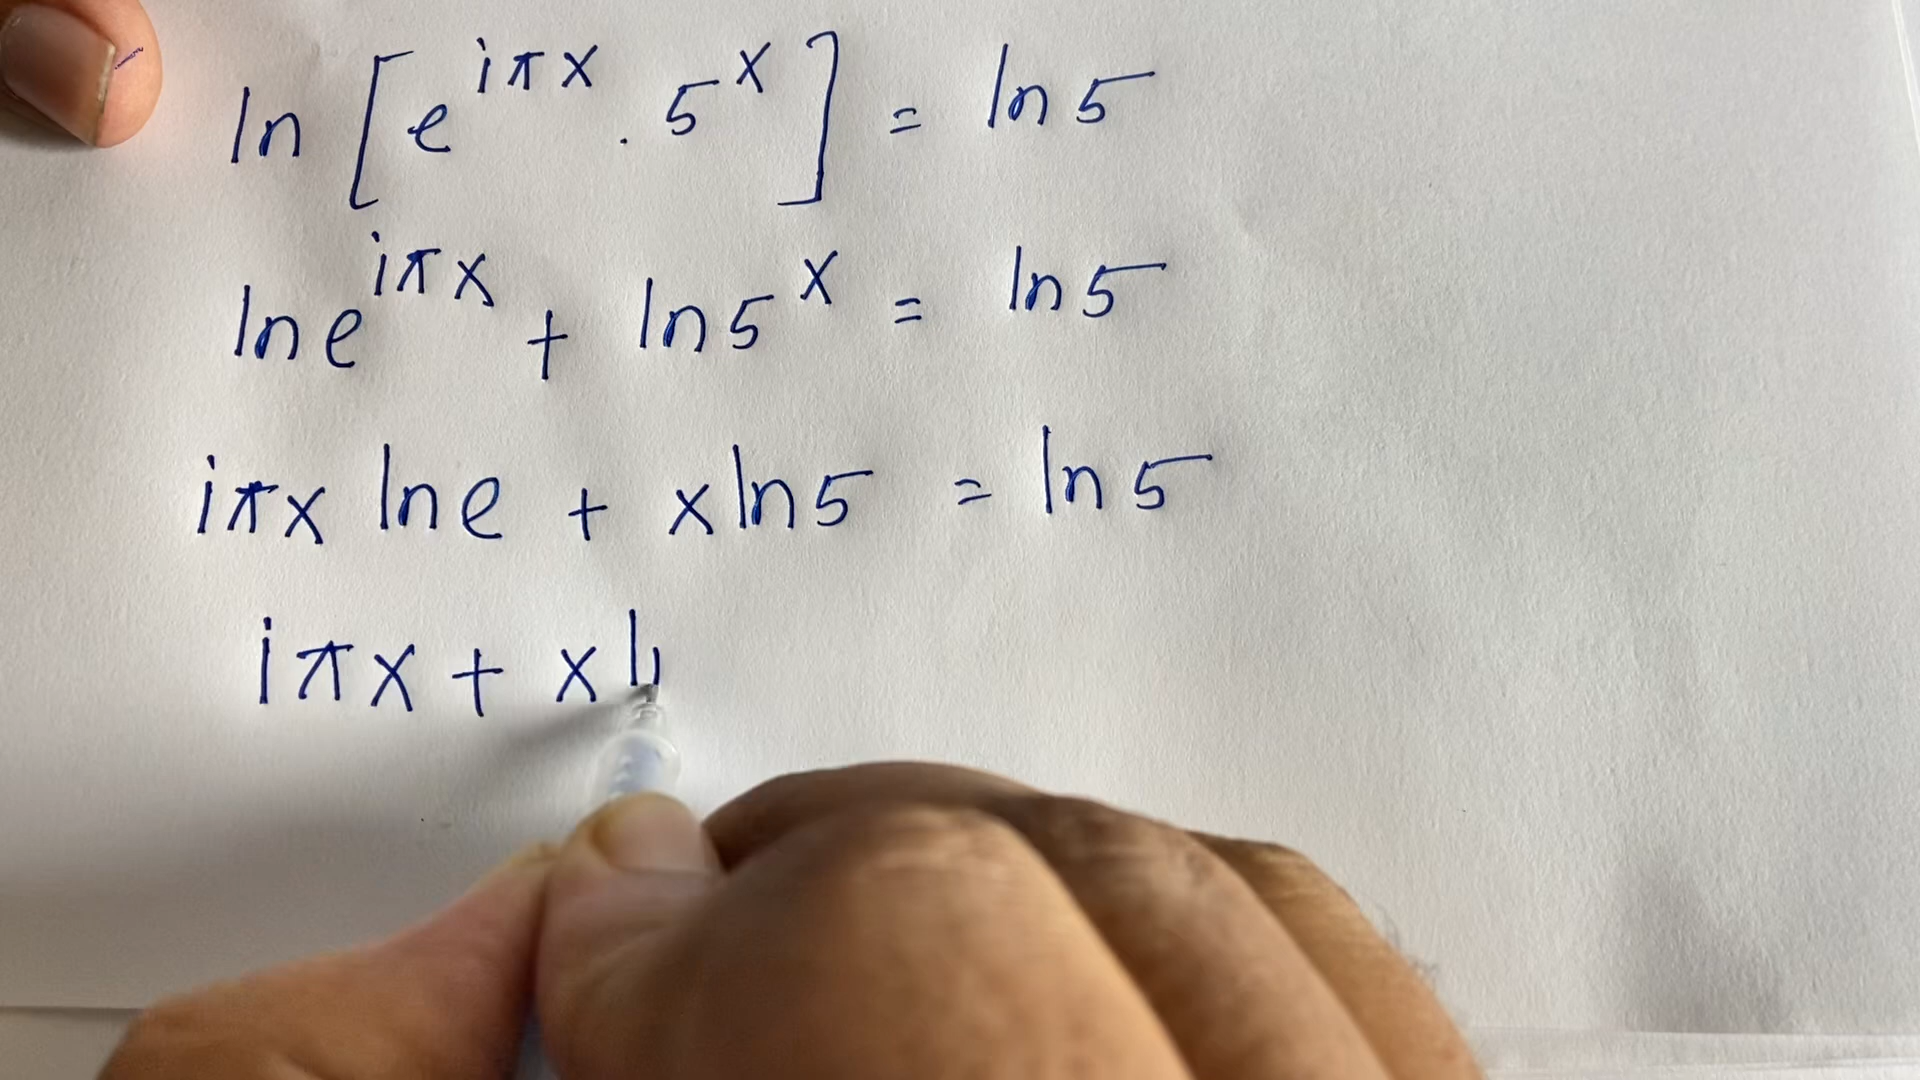 ln [e^{iπx} . 5^x] = ln 5
ln e^{iπx} + ln 5^x = ln 5
iπx ln e + x ln 5 = ln 5
iπx + x l